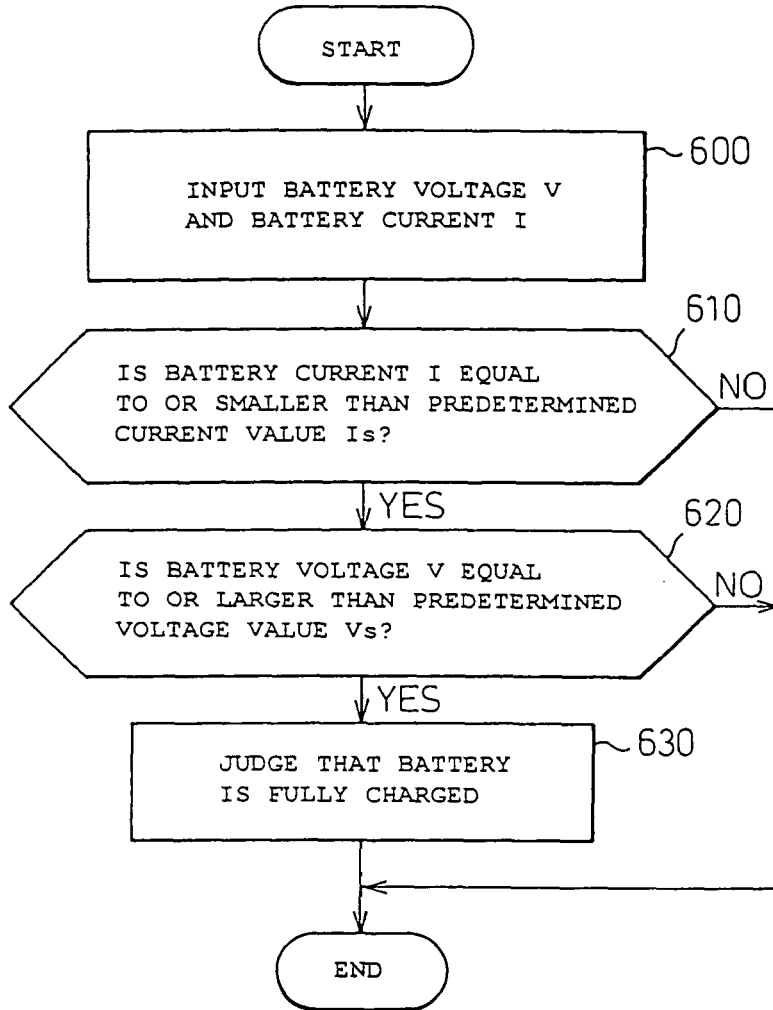 START
600
INPUT BATTERY VOLTAGE V
AND BATTERY CURRENT I
610
IS BATTERY CURRENT I EQUAL
TO OR SMALLER THAN PREDETERMINED
CURRENT VALUE Is?
NO
YES
620
IS BATTERY VOLTAGE V EQUAL
TO OR LARGER THAN PREDETERMINED
VOLTAGE VALUE Vs?
NO
YES
630
JUDGE THAT BATTERY
IS FULLY CHARGED
END